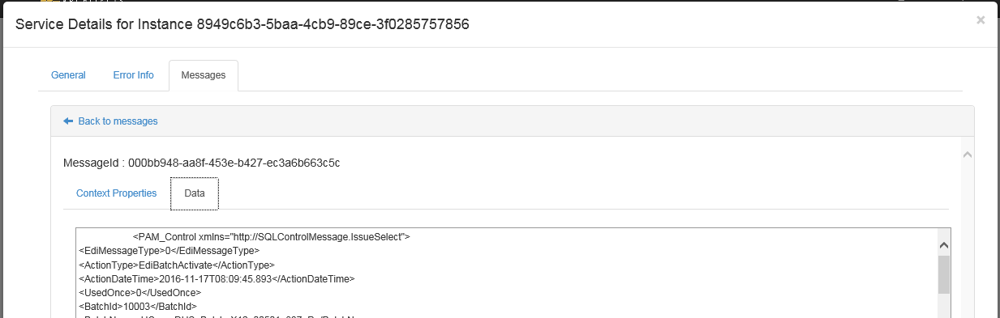 Service Details for Instance 8949c6b3-5baa-4cb9-89ce-3f0285757856
×
General
Error Info
Messages
Back to messages
MessageId : 000bb948-aa8f-453e-b427-ec3a6b663c5c
Context Properties
Data
<PAM_Control xmlns="http://SQLControlMessage.IssueSelect">
<EdiMessageType>0</EdiMessageType>
<ActionType>EdiBatchActivate</ActionType>
<ActionDateTime>2016-11-17T08:09:45.893</ActionDateTime>
<UsedOnce>0</UsedOnce>
<BatchId>10003</BatchId>